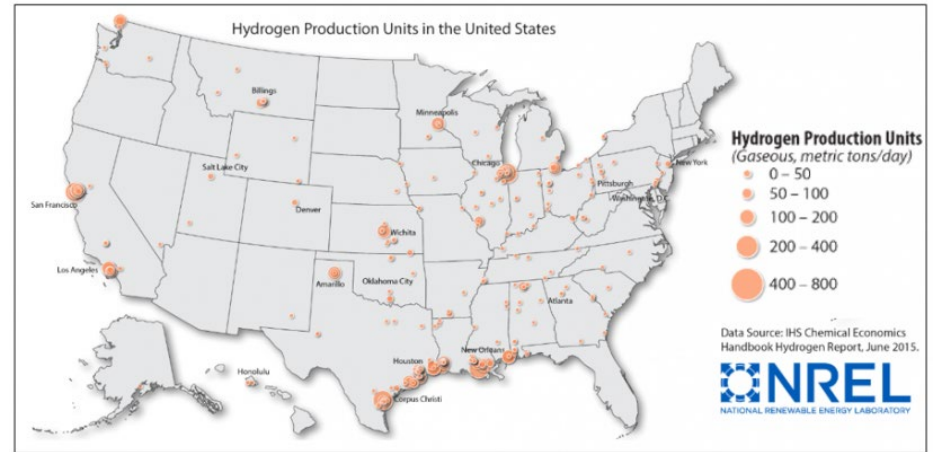 Hydrogen Production Units in the United States
Billings
Minneapolis
Chicago
New York
Salt Lake City
Pittsburgh
Washington, D.C.
San Francisco
Denver
Wichita
Los Angeles
Amarillo
Oklahoma City
Atlanta
New Orleans
Houston
Honolulu
Corpus Christi
Hydrogen Production Units
(Gaseous, metric tons/day)
0 – 50
50 – 100
100 – 200
200 – 400
400 – 800
Data Source: IHS Chemical Economics
Handbook Hydrogen Report, June 2015.
NREL
NATIONAL RENEWABLE ENERGY LABORATORY